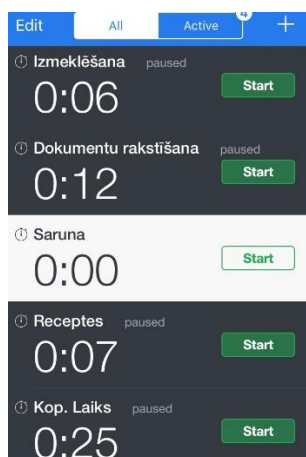 Edit All Active 4 +
Izmeklēšana paused
0:06 Start
Dokumentu rakstīšana paused
0:12 Start
Saruna
0:00 Start
Receptes paused
0:07 Start
Kop. Laiks paused
0:25 Start